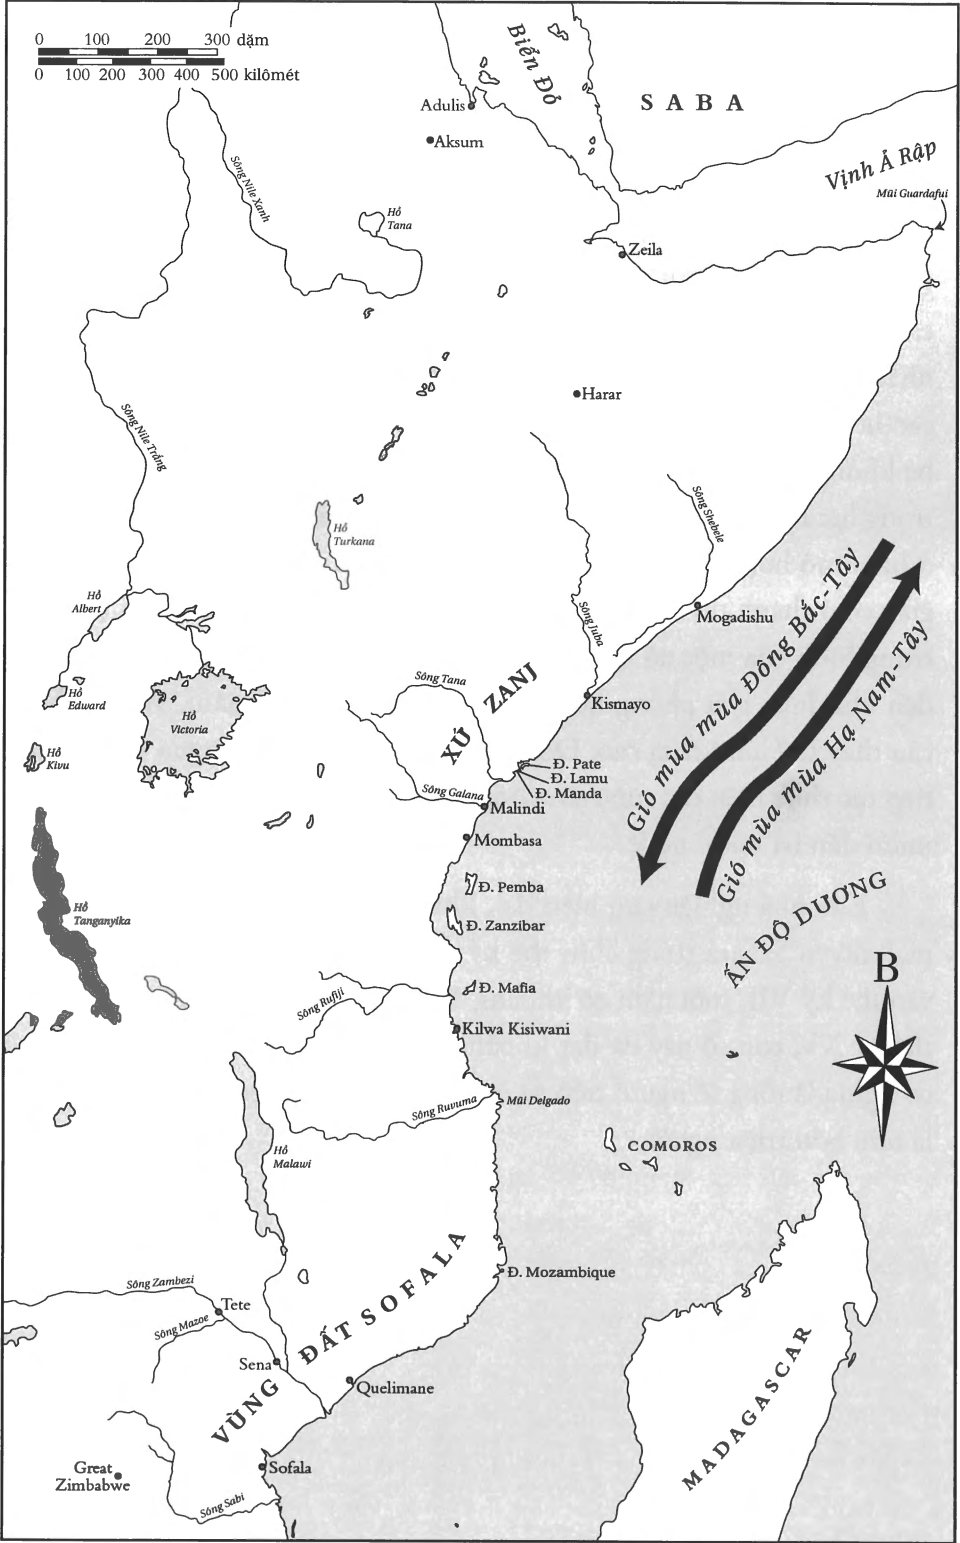 0 100 200 300 dặm
0 100 200 300 400 500 kilômét
Biển Đỏ
Adulis
SABA
Aksum
Vịnh Ả Rập
Mũi Guardafui
Sông Nile Xanh
Hồ
Tana
Zeila
Harar
Sông Nile Trắng
Sông Shebele
Hồ
Turkana
Gió mùa mùa Đông Bắc-Tây
Gió mùa mùa Hạ Nam-Tây
Hồ
Albert
Sông Juba
Mogadishu
Sông Tana
XỨ ZANJ
Hồ
Edward
Hồ
Victoria
Kismayo
Hồ
Kivu
Đ. Pate
Đ. Lamu
Đ. Manda
Sông Galana
Malindi
Mombasa
Đ. Pemba
Hồ
Tanganyika
Đ. Zanzibar
ẤN ĐỘ DƯƠNG
B
Đ. Mafia
Sông Rufiji
Kilwa Kisiwani
Mũi Delgado
Sông Ruvuma
COMOROS
Hồ
Malawi
Đ. Mozambique
Sông Zambezi
Tete
Sông Mazoe
VÙNG ĐẤT SOFALA
Sena
Quelimane
MADAGASCAR
Great
Zimbabwe
Sofala
Sông Sabi